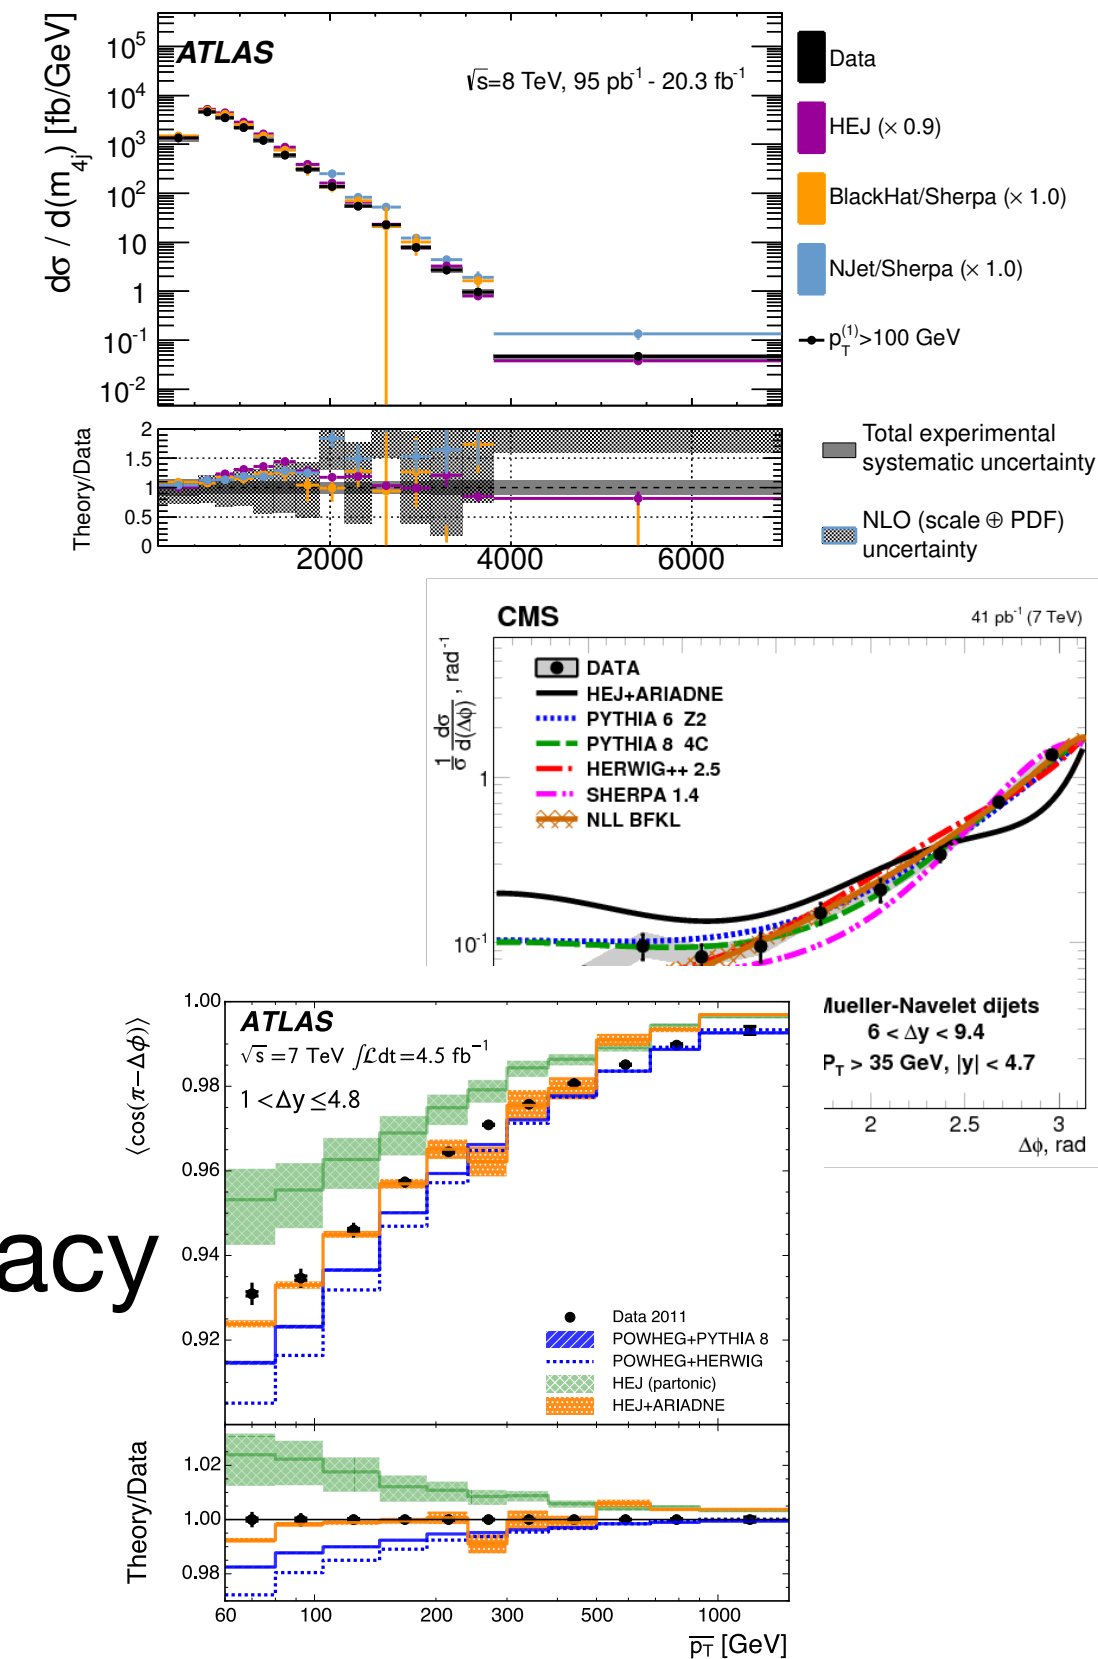 dσ / d(m_4j) [fb/GeV]
10^5
10^4
10^3
10^2
10
1
10^-1
10^-2
ATLAS
√s=8 TeV, 95 pb^-1 - 20.3 fb^-1
Data
HEJ (× 0.9)
BlackHat/Sherpa (× 1.0)
NJet/Sherpa (× 1.0)
p_T^(1)>100 GeV
Theory/Data
2
1.5
1
0.5
0
2000 4000 6000
Total experimental
systematic uncertainty
NLO (scale ⊕ PDF)
uncertainty
CMS
41 pb^-1 (7 TeV)
1/σ dσ/d(Δφ), rad^-1
1
10^-1
DATA
HEJ+ARIADNE
PYTHIA 6 Z2
PYTHIA 8 4C
HERWIG++ 2.5
SHERPA 1.4
NLL BFKL
Mueller-Navelet dijets
6 < Δy < 9.4
P_T > 35 GeV, |y| < 4.7
2 2.5 3
Δφ, rad
acy
⟨cos(π−Δϕ)⟩
1.00
0.98
0.96
0.94
0.92
ATLAS
√s =7 TeV ∫ℒdt=4.5 fb^−1
1 <Δy ≤4.8
Data 2011
POWHEG+PYTHIA 8
POWHEG+HERWIG
HEJ (partonic)
HEJ+ARIADNE
Theory/Data
1.02
1.00
0.98
60 100 200 300 500 1000
p̅_T̅ [GeV]